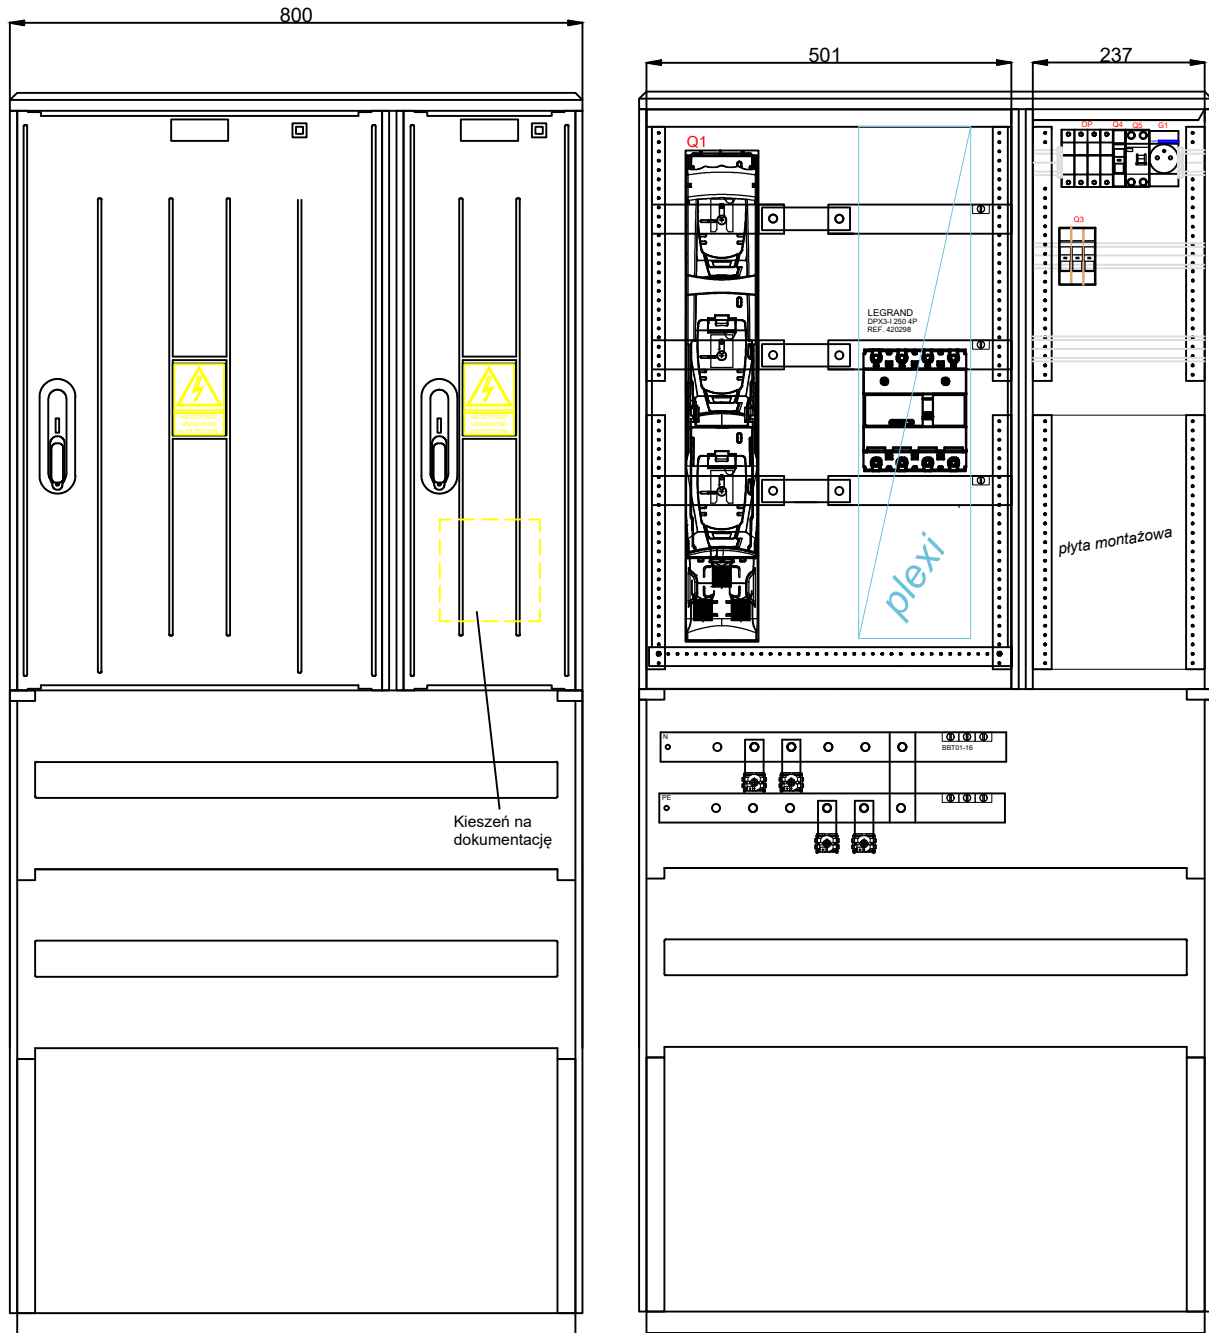 800
501
237
Q1
OP
Q4
Q5
G1
Q3
LEGRAND
DPX3-I 250 4P
REF. 420298
plexi
płyta montażowa
N
BBT01-16
PE
Kieszeń na
dokumentację